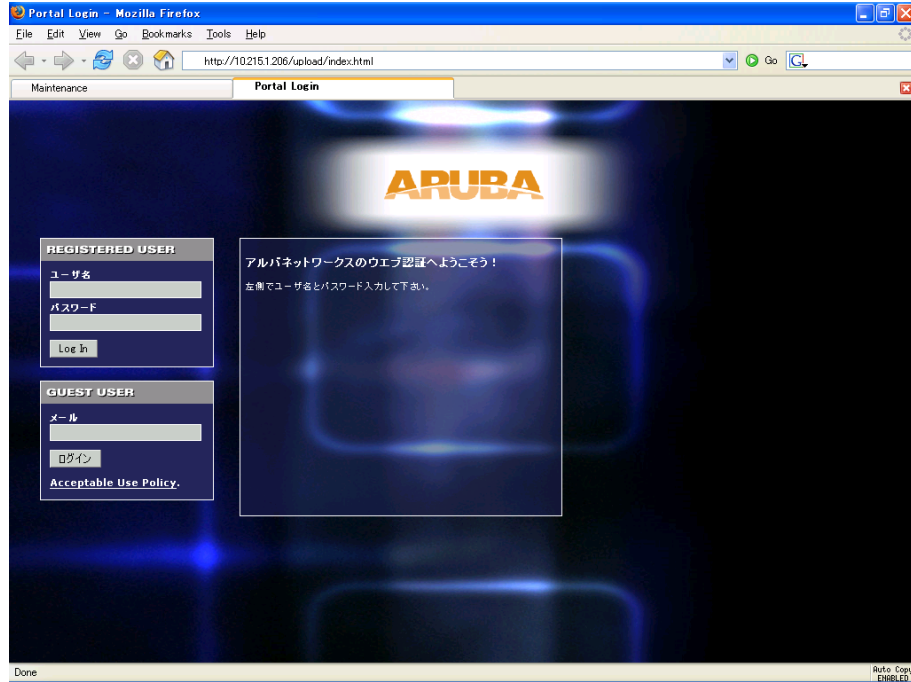 Portal Login - Mozilla Firefox
File Edit View Go Bookmarks Tools Help
http://10.215.1.206/upload/index.html
Go
G
Maintenance
Portal Login
ARUBA
REGISTERED USER
ユーザ名
パスワード
Log In
GUEST USER
メール
ログイン
Acceptable Use Policy.
アルバネットワークスのウエブ認証へようこそ！
左側でユーザ名とパスワード入力して下さい。
Done
Auto Copy
ENABLED